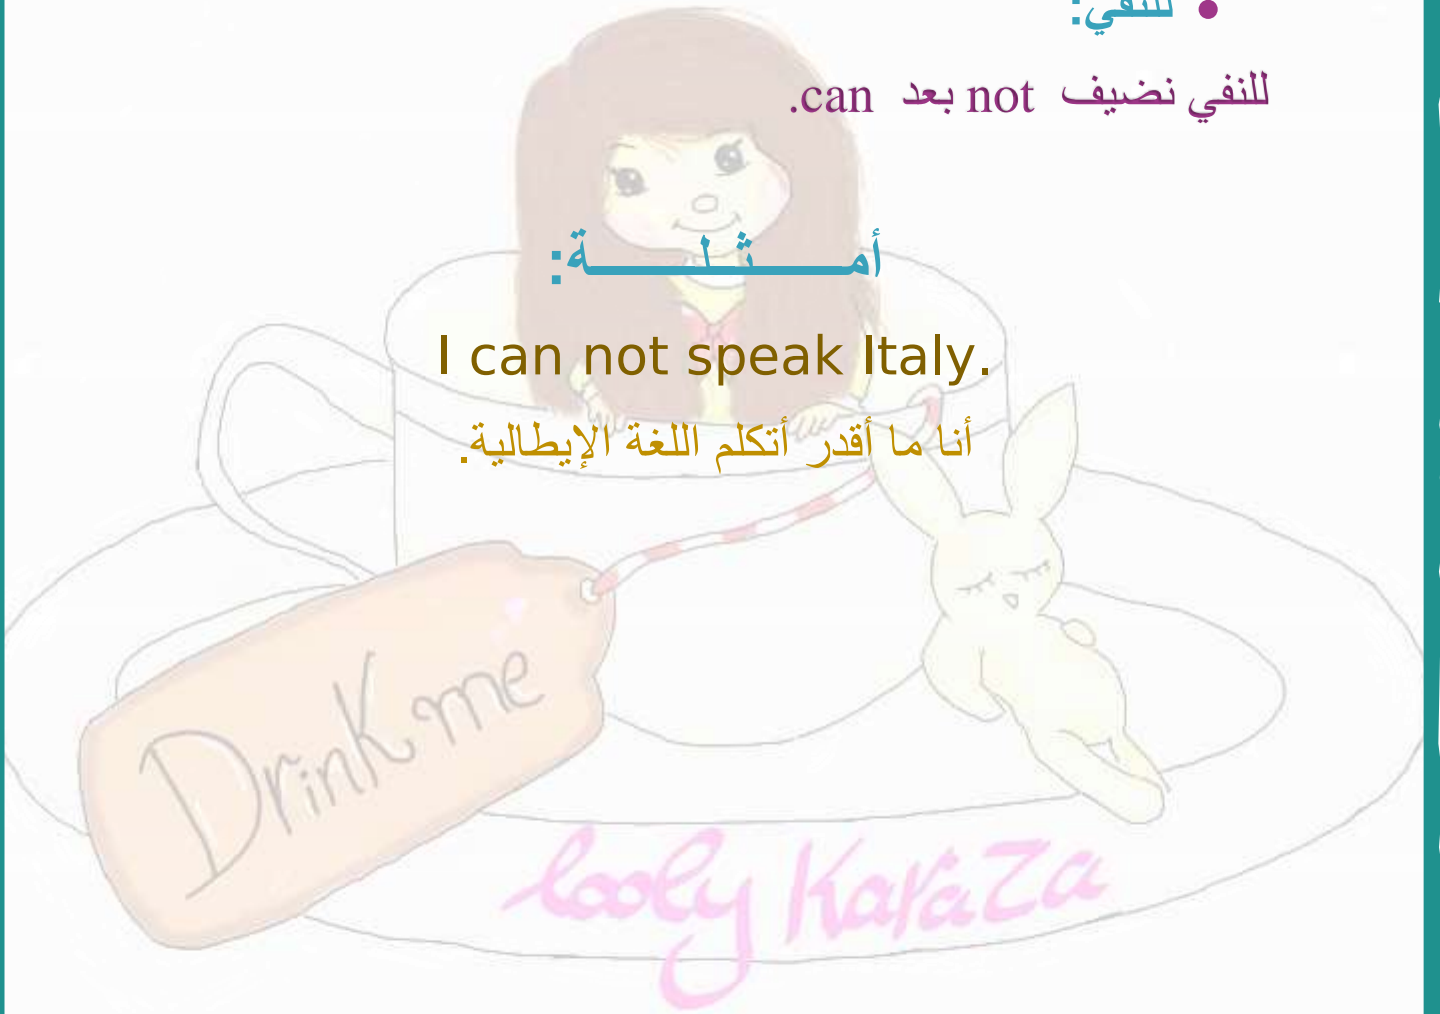 • للنفي:
للنفي نضيف not بعد can.
أمـــــثـلـــــة:
I can not speak Italy.
أنا ما أقدر أتكلم اللغة الإيطالية.
Drink me
looly Karaza